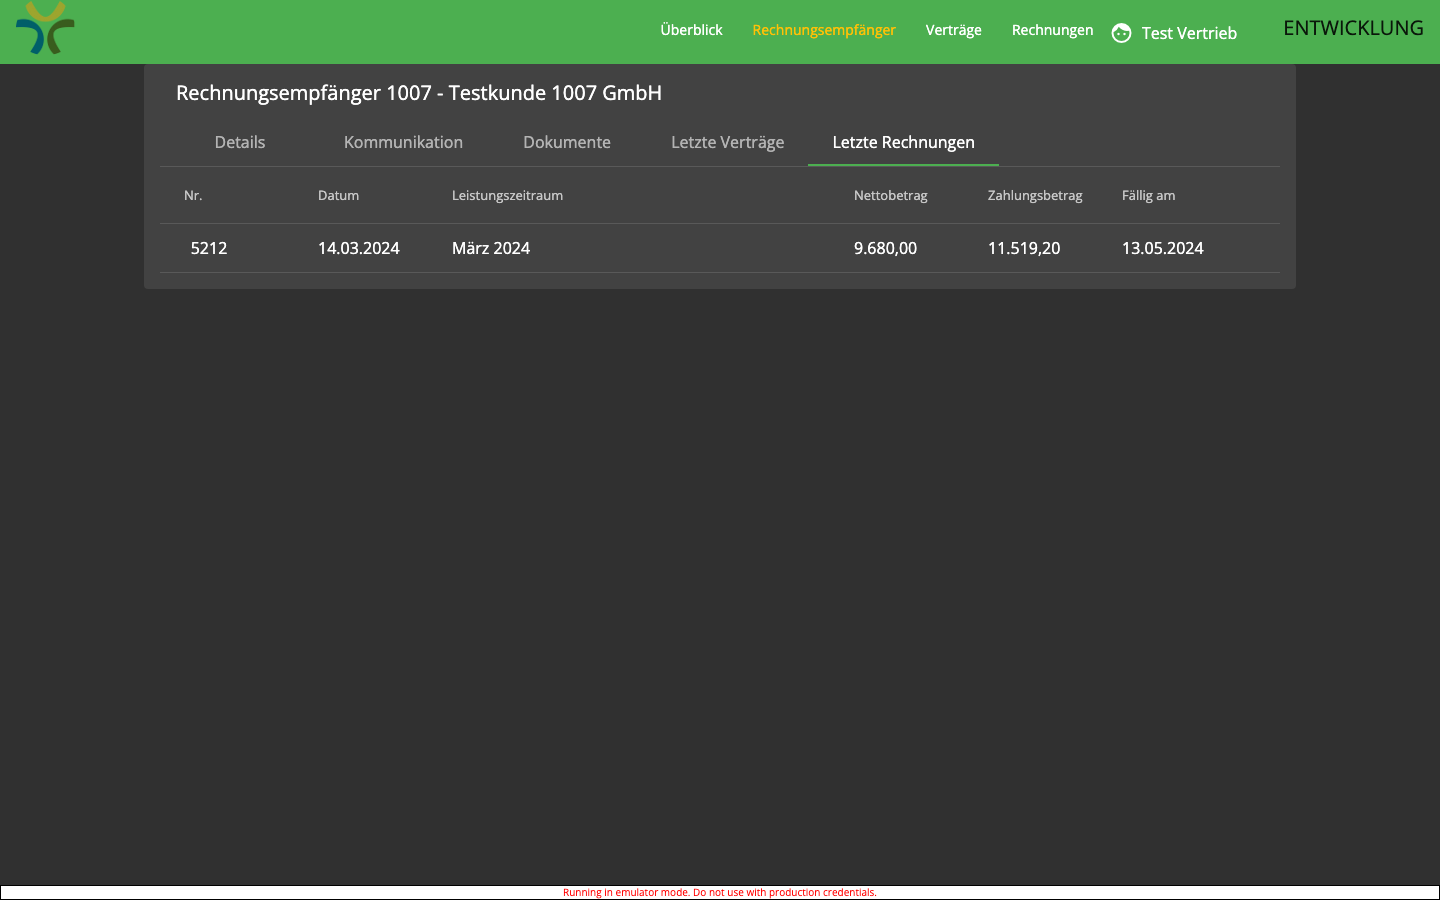 Überblick Rechnungsempfänger Verträge Rechnungen Test Vertrieb ENTWICKLUNG
Rechnungsempfänger 1007 - Testkunde 1007 GmbH
Details Kommunikation Dokumente Letzte Verträge Letzte Rechnungen
Nr. Datum Leistungszeitraum Nettobetrag Zahlungsbetrag Fällig am
5212 14.03.2024 März 2024 9.680,00 11.519,20 13.05.2024
Running in emulator mode. Do not use with production credentials.